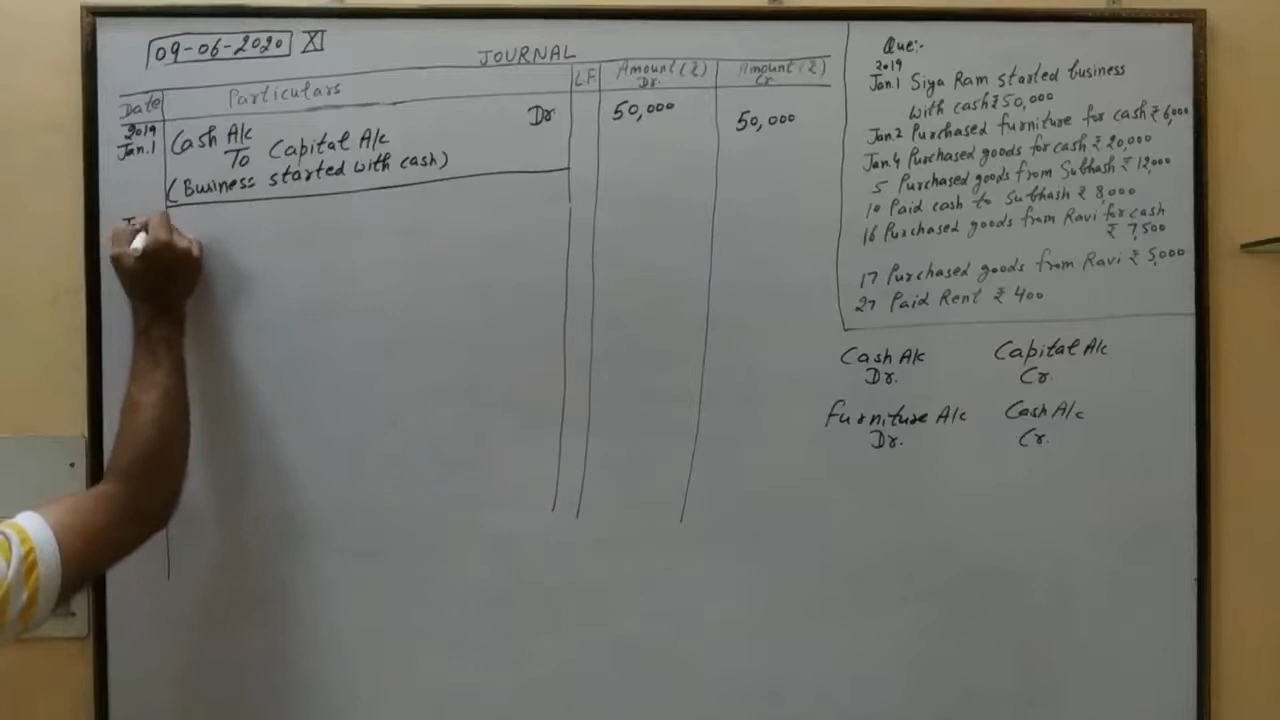 09-06-2020 XI
JOURNAL
Date Particulars LF Amount (₹) Dr. Amount (₹) Cr.
2019
Jan.1 Cash A/c Dr 50,000
To Capital A/c 50,000
(Business started with cash)
Que:-
2019
Jan.1 Siya Ram started business
with cash ₹ 50,000
Jan.2 Purchased furniture for cash ₹ 6,000
Jan.4 Purchased goods for cash ₹ 20,000
5 Purchased goods from Subhash ₹ 12,000
10 Paid cash to Subhash ₹ 8,000
16 Purchased goods from Ravi for cash
₹ 7,500
17 Purchased goods from Ravi ₹ 5,000
27 Paid Rent ₹ 400
Cash A/c Capital A/c
Dr. Cr.
Furniture A/c Cash A/c
Dr. Cr.